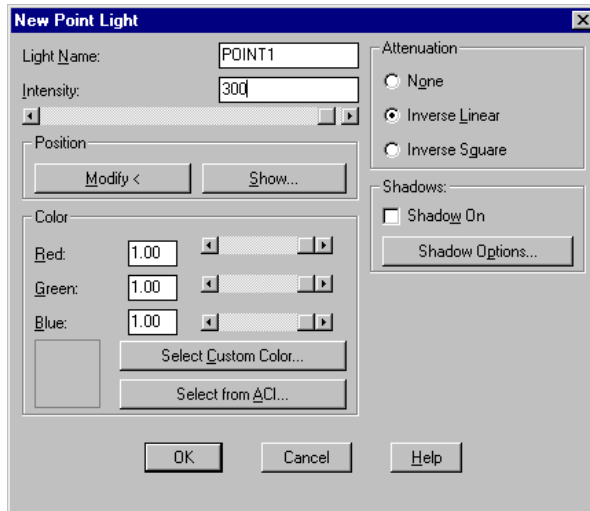 New Point Light
Light Name: POINT1
Intensity: 300
Position
Modify <
Show...
Color
Red: 1.00
Green: 1.00
Blue: 1.00
Select Custom Color...
Select from ACI...
Attenuation
None
Inverse Linear
Inverse Square
Shadows:
Shadow On
Shadow Options...
OK
Cancel
Help